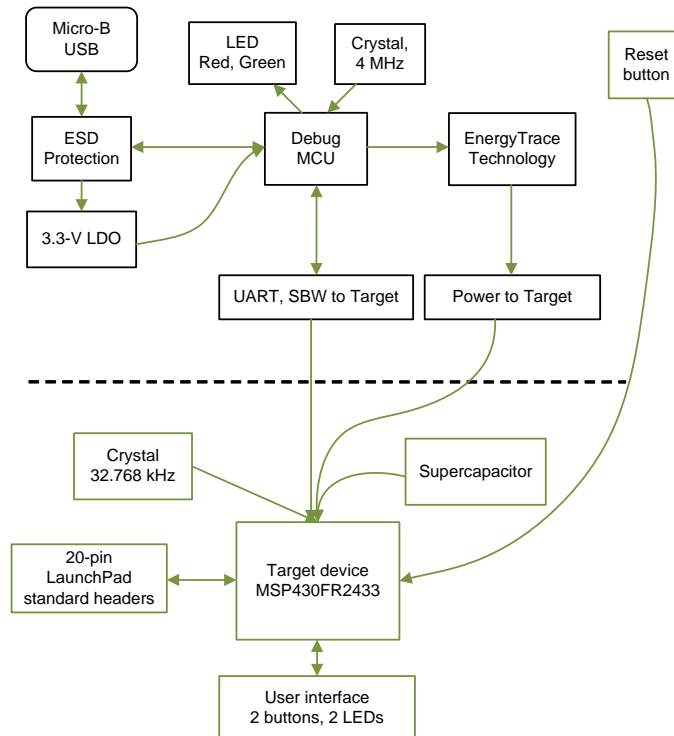 Micro-B
USB
LED
Red, Green
Crystal,
4 MHz
Reset
button
ESD
Protection
Debug
MCU
EnergyTrace
Technology
3.3-V LDO
UART, SBW to Target
Power to Target
Crystal
32.768 kHz
Supercapacitor
20-pin
LaunchPad
standard headers
Target device
MSP430FR2433
User interface
2 buttons, 2 LEDs